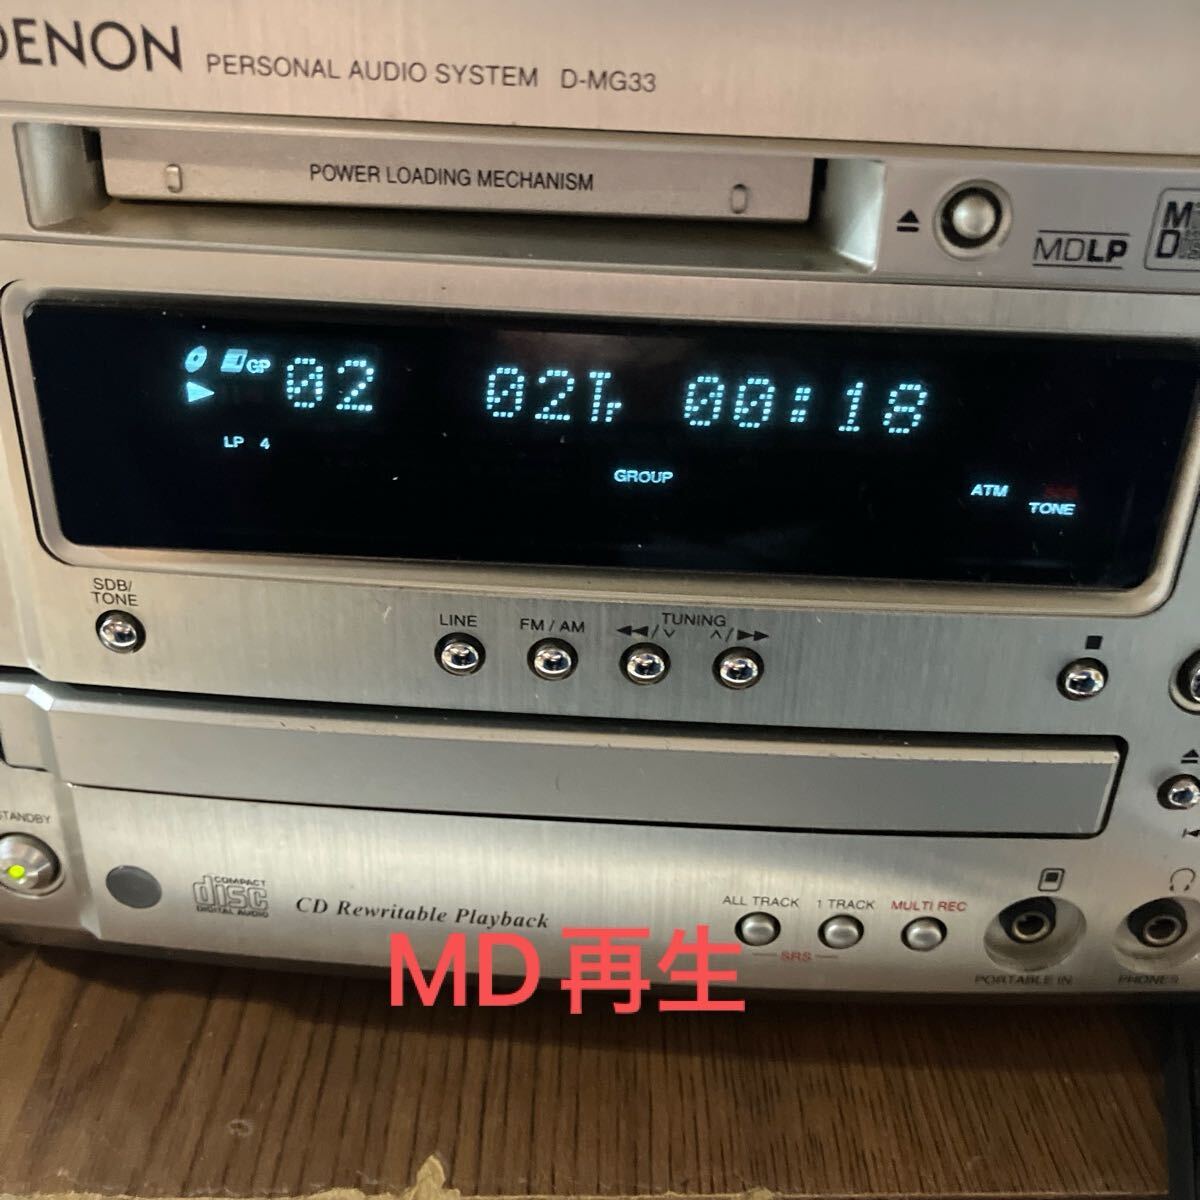 DENON PERSONAL AUDIO SYSTEM D-MG33
POWER LOADING MECHANISM
MDLP
MD
GP 02 02Tr 00:18
LP 4
GROUP
ATM
TONE
SDB/
TONE
LINE
FM / AM
TUNING
STANDBY
COMPACT
disc
DIGITAL AUDIO
CD Rewritable Playback
ALL TRACK
1 TRACK
MULTI REC
SRS
PORTABLE IN
PHONES
MD再生